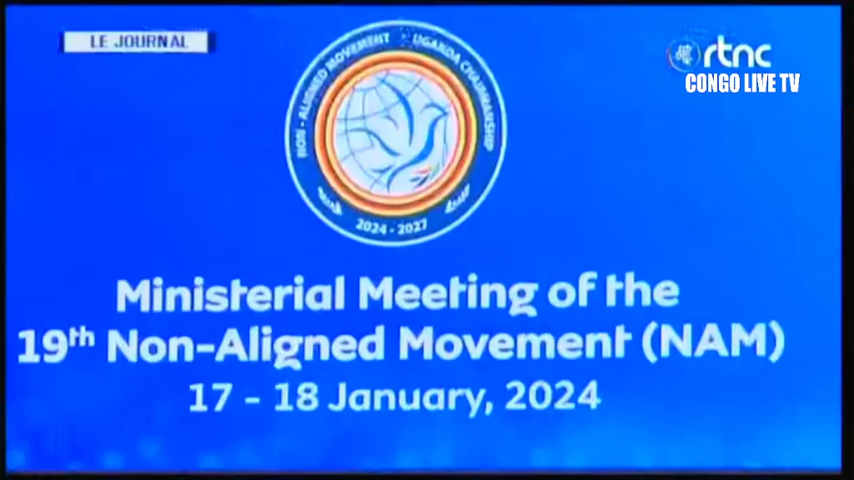 LE JOURNAL
rtnc
CONGO LIVE TV
NON-ALIGNED MOVEMENT UGANDA CHAIRMANSHIP
2024 - 2027
Ministerial Meeting of the
19th Non-Aligned Movement (NAM)
17 - 18 January, 2024